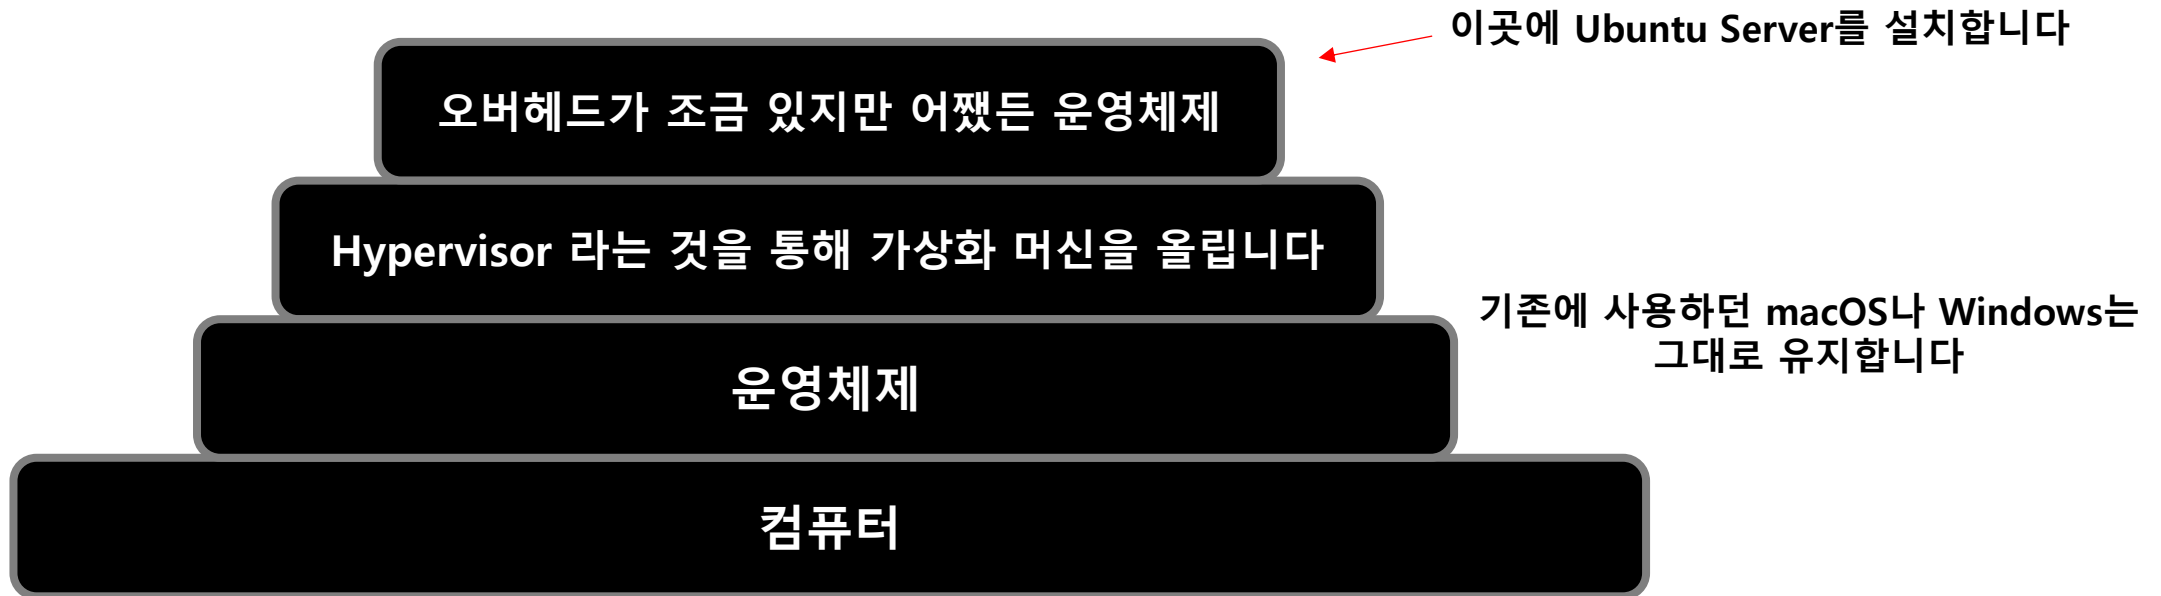 이곳에 Ubuntu Server를 설치합니다
오버헤드가 조금 있지만 어쨌든 운영체제
Hypervisor 라는 것을 통해 가상화 머신을 올립니다
기존에 사용하던 macOS나 Windows는
그대로 유지합니다
운영체제
컴퓨터